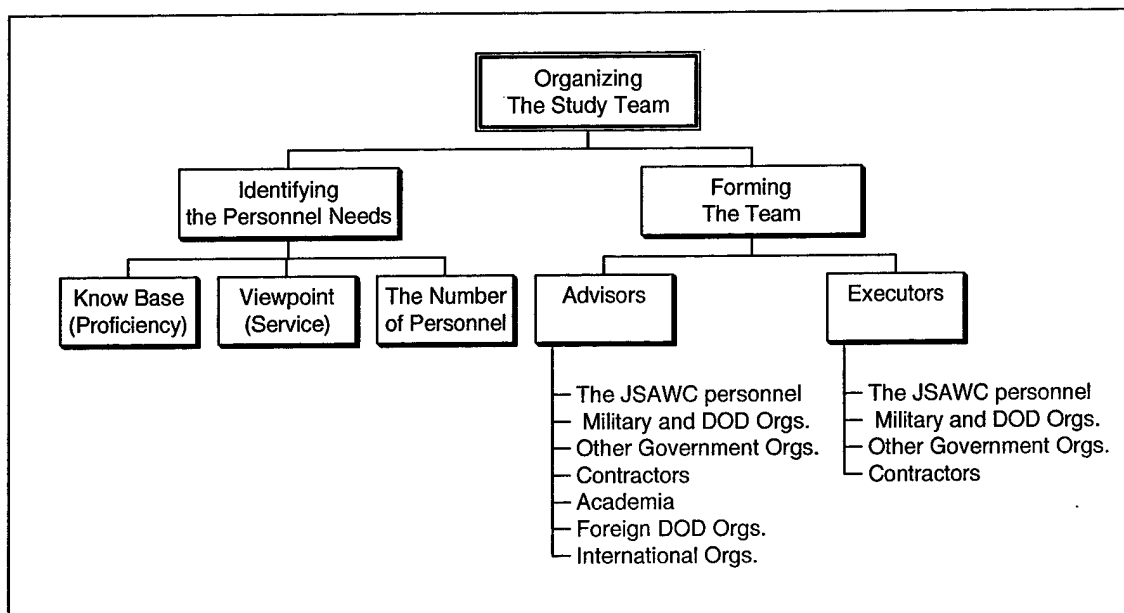 Organizing
The Study Team
Identifying
the Personnel Needs
Forming
The Team
Know Base
(Proficiency)
Viewpoint
(Service)
The Number
of Personnel
Advisors
Executors
The JSAWC personnel
Military and DOD Orgs.
Other Government Orgs.
Contractors
Academia
Foreign DOD Orgs.
International Orgs.
The JSAWC personnel
Military and DOD Orgs.
Other Government Orgs.
Contractors